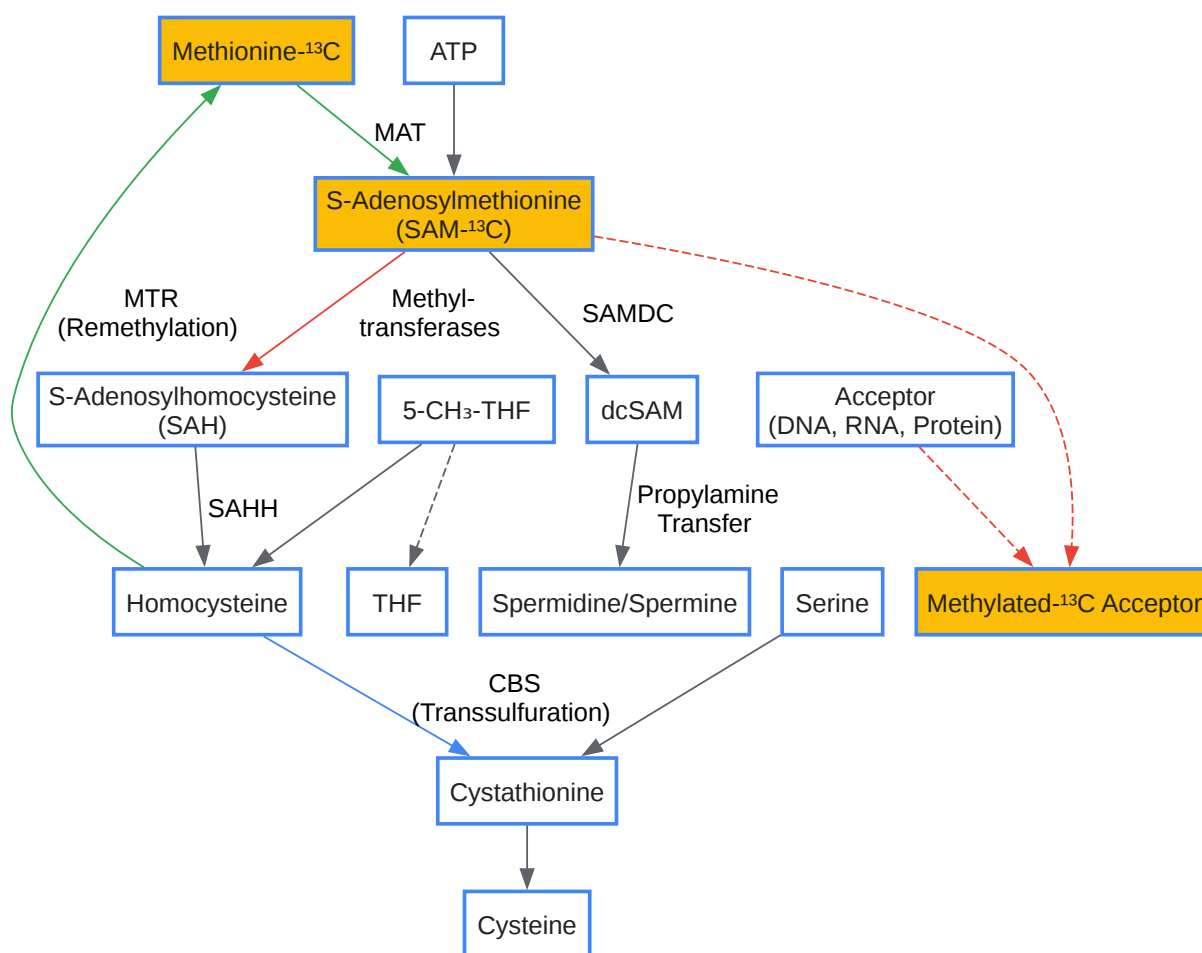 Methionine-¹³C
ATP
MAT
S-Adenosylmethionine
(SAM-¹³C)
MTR
(Remethylation)
Methyl-
transferases
SAMDC
S-Adenosylhomocysteine
(SAH)
5-CH₃-THF
dcSAM
Acceptor
(DNA, RNA, Protein)
SAHH
Propylamine
Transfer
Homocysteine
THF
Spermidine/Spermine
Serine
Methylated-¹³C Acceptor
CBS
(Transsulfuration)
Cystathionine
Cysteine